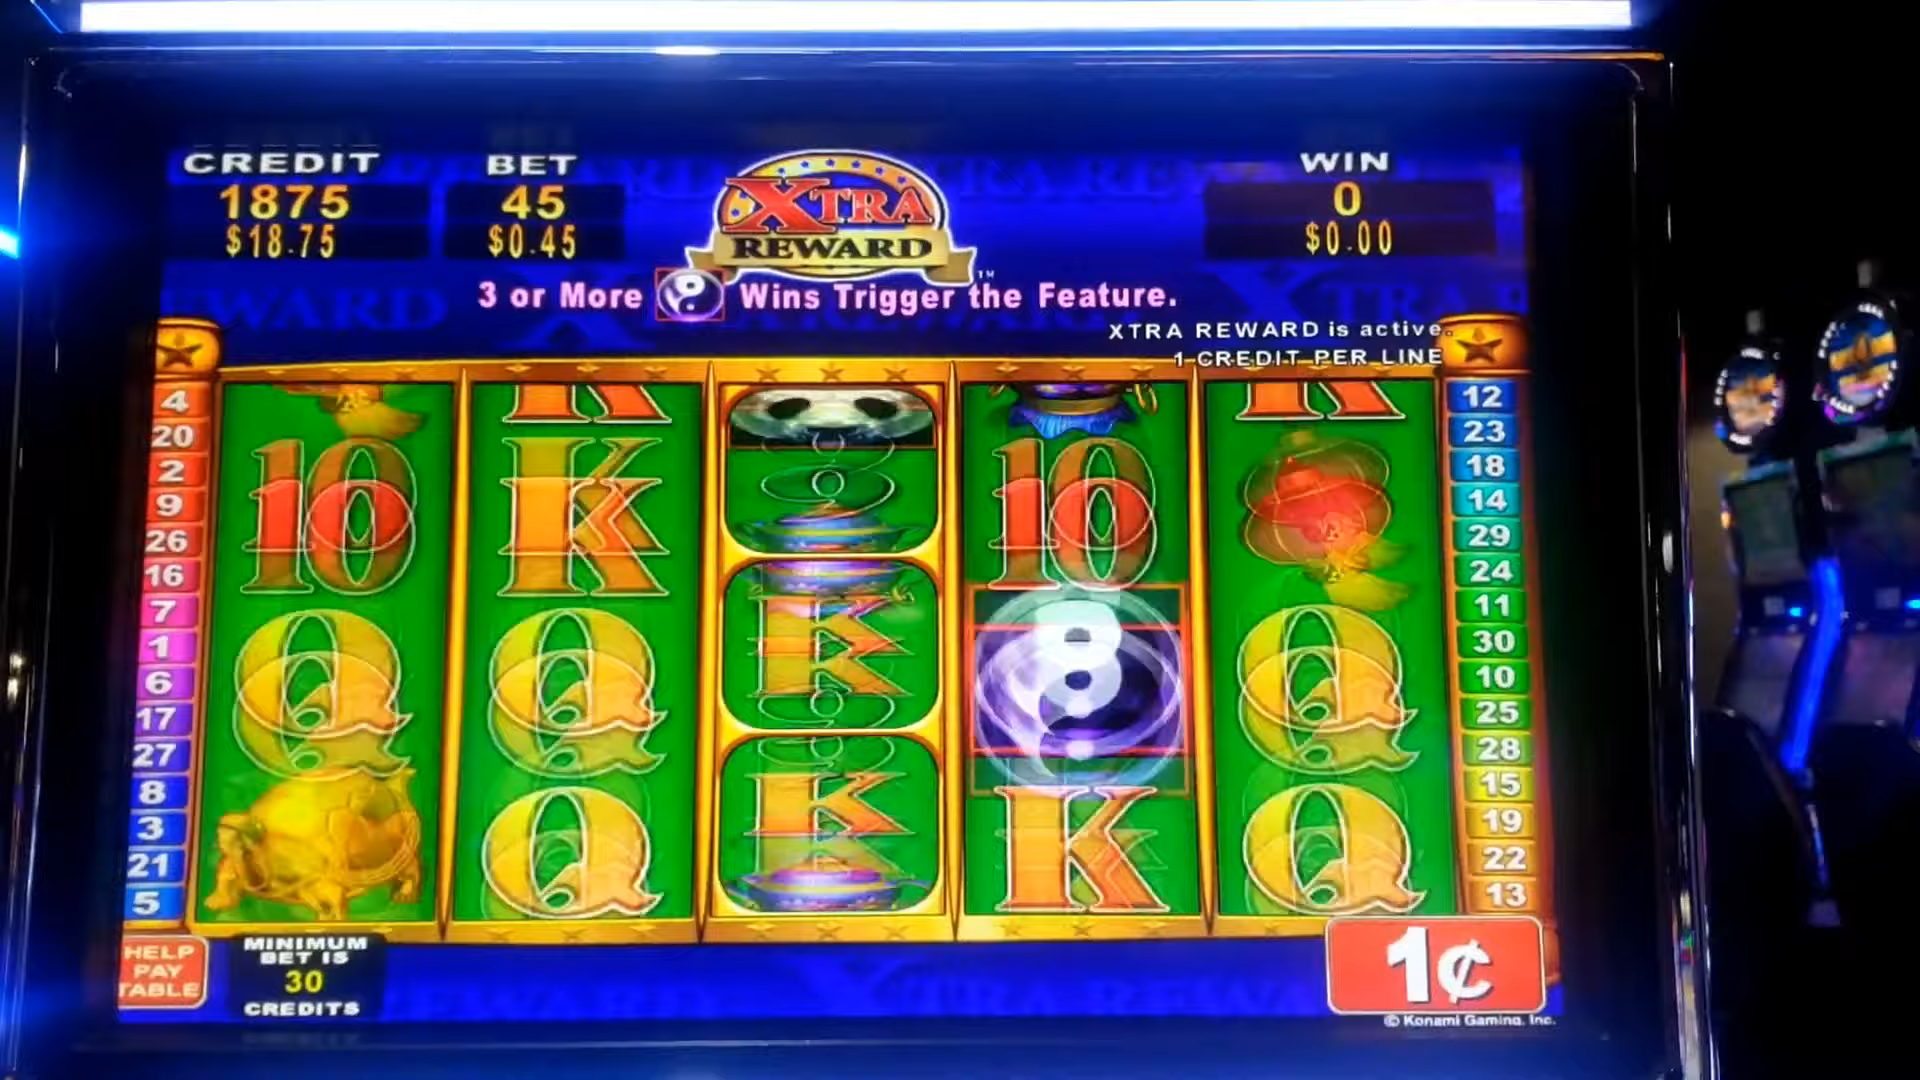 CREDIT
BET
WIN
1875
45
0
$18.75
$0.45
$0.00
XTRA
REWARD
™
3 or More Wins Trigger the Feature.
XTRA REWARD is active.
1 CREDIT PER LINE
4
20
2
9
26
16
7
1
6
17
27
8
3
21
5
K
K
10
K
10
Q
Q
K
Q
Q
K
K
Q
12
23
18
14
29
24
11
30
10
25
28
15
19
22
13
HELP
PAY
TABLE
MINIMUM
BET IS
30
CREDITS
1¢
© Konami Gaming, Inc.